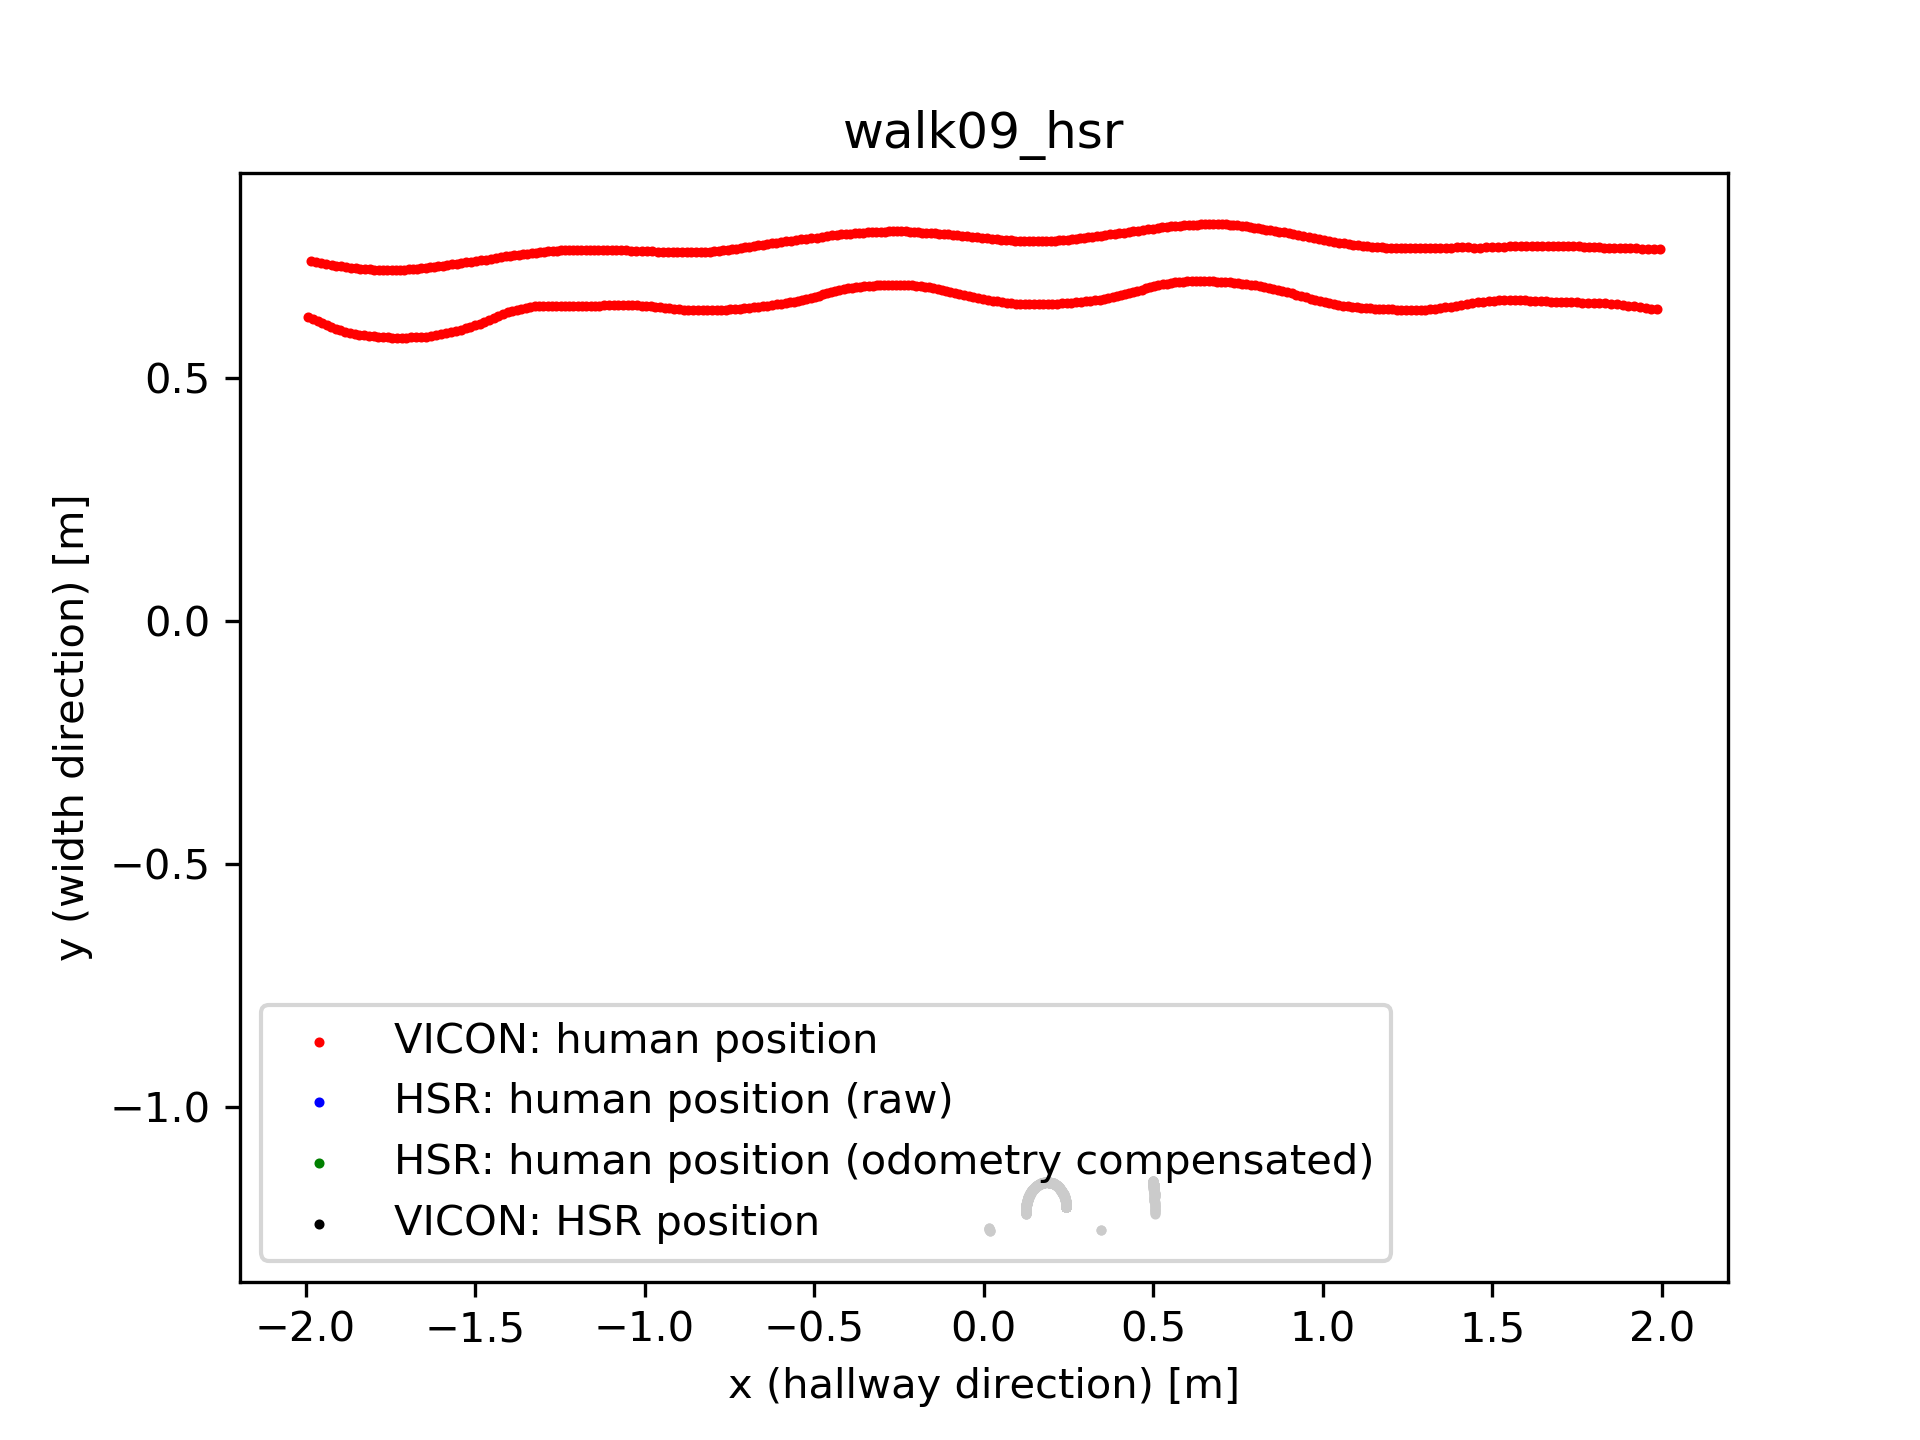 walk09_hsr
y (width direction) [m]
0.5
0.0
−0.5
−1.0
VICON: human position
HSR: human position (raw)
HSR: human position (odometry compensated)
VICON: HSR position
−2.0 −1.5 −1.0 −0.5 0.0 0.5 1.0 1.5 2.0
x (hallway direction) [m]